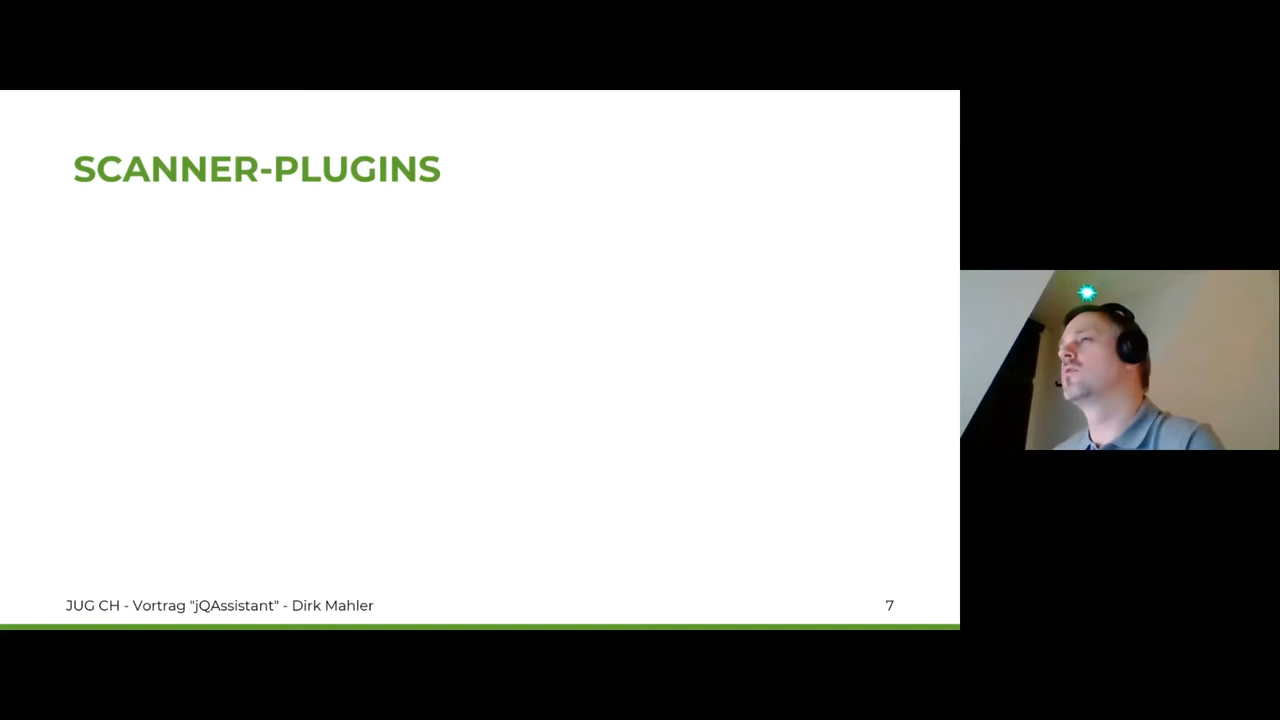 SCANNER-PLUGINS
JUG CH - Vortrag "jQAssistant" - Dirk Mahler
7